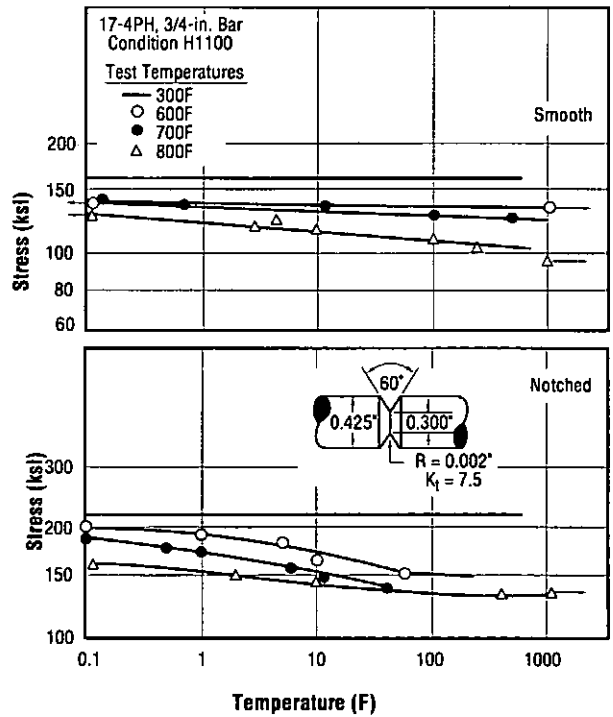 17-4PH, 3/4-in. Bar
Condition H1100
Test Temperatures
300F
600F
700F
800F
Smooth
200
150
100
80
60
Stress (ksi)
Notched
60°
0.425"
0.300"
R = 0.002"
Kt = 7.5
300
200
150
100
Stress (ksi)
0.1
1
10
100
1000
Temperature (F)